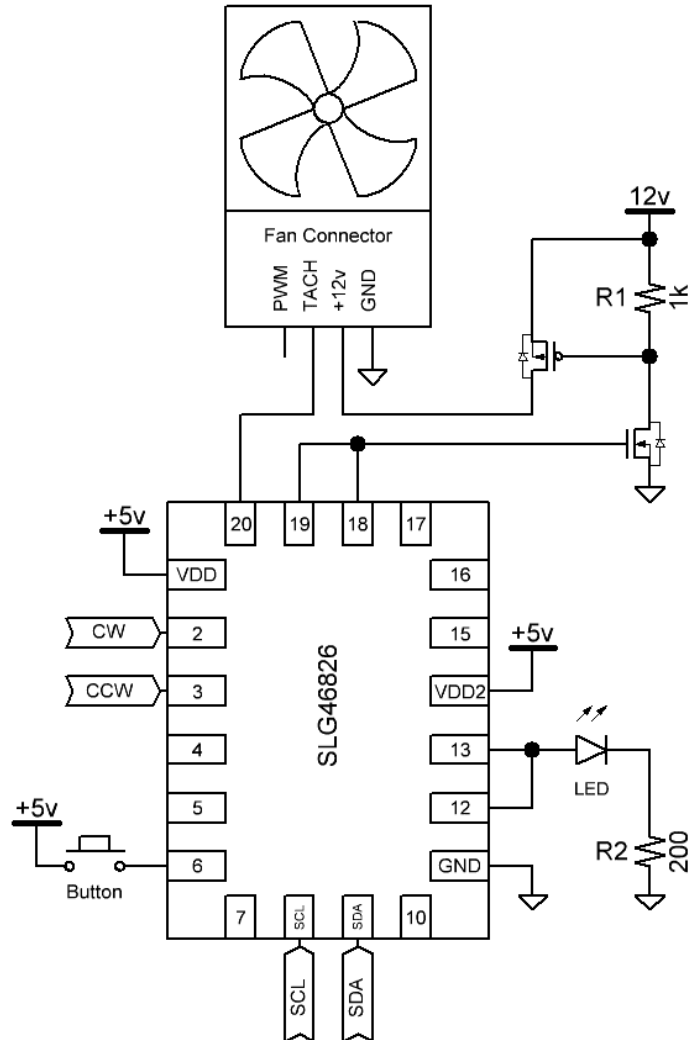 Fan Connector
PWM
TACH
+12v
GND
12v
R1
1k
20
19
18
17
+5v
VDD
16
CW
2
15
+5v
CCW
3
VDD2
SLG46826
4
13
LED
5
12
+5v
R2
200
Button
6
GND
7
SCL
SDA
10
SCL
SDA